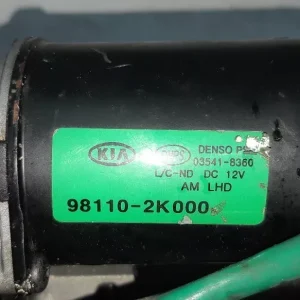 KIA DENSO
03541-8360
L/C-ND DC 12V
AM LHD
98110-2K000